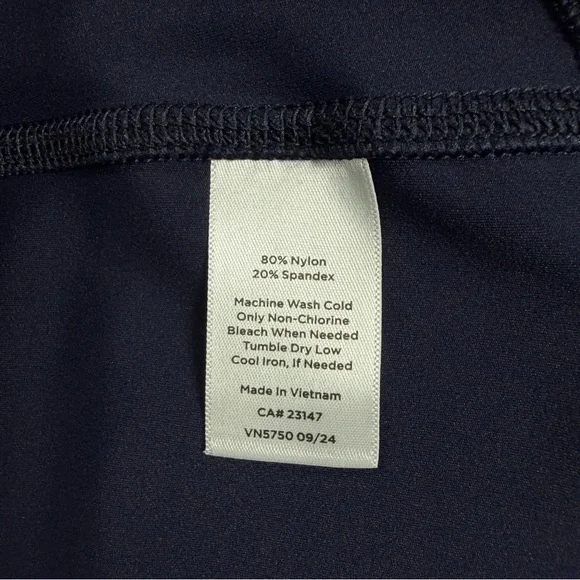 80% Nylon
20% Spandex
Machine Wash Cold
Only Non-Chlorine
Bleach When Needed
Tumble Dry Low
Cool Iron, If Needed
Made In Vietnam
CA# 23147
VN5750 09/24